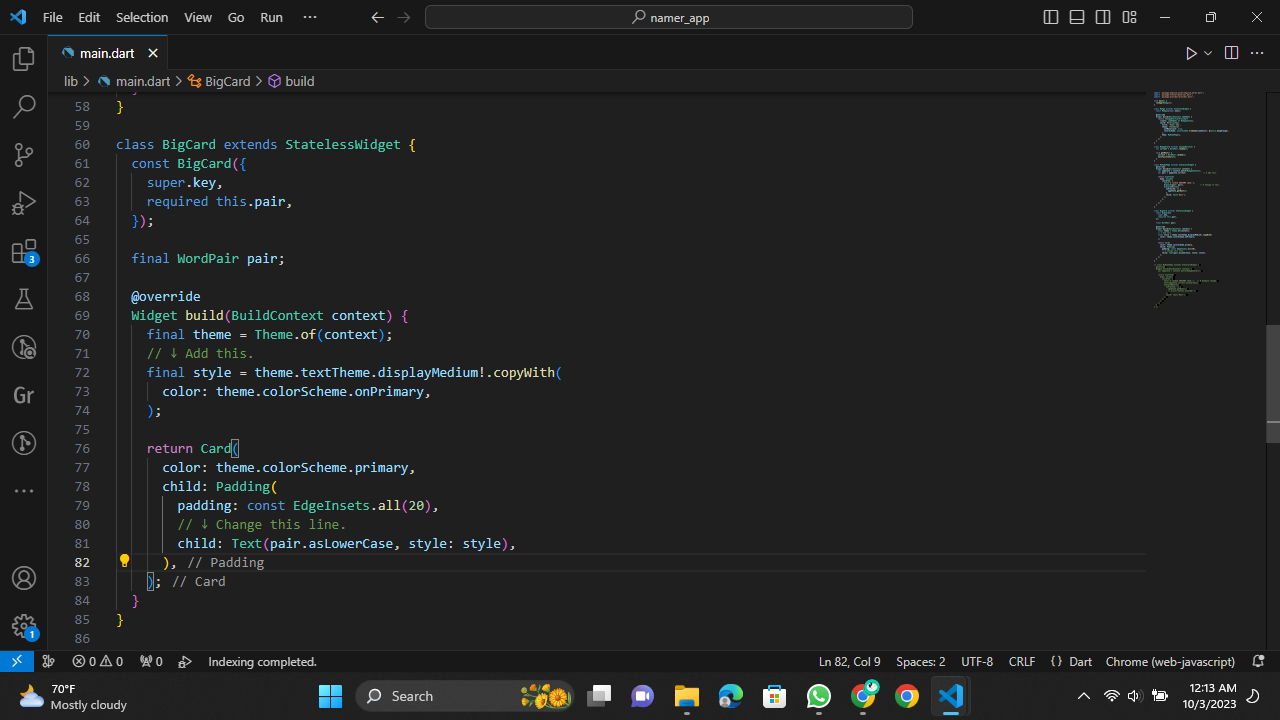 File Edit Selection View Go Run ···
namer_app
main.dart
lib > main.dart > BigCard > build
58 }
59
60 class BigCard extends StatelessWidget {
61 const BigCard({
62 super.key,
63 required this.pair,
64 });
65
66 final WordPair pair;
67
68 @override
69 Widget build(BuildContext context) {
70 final theme = Theme.of(context);
71 // ↓ Add this.
72 final style = theme.textTheme.displayMedium!.copyWith(
73 color: theme.colorScheme.onPrimary,
74 );
75
76 return Card(
77 color: theme.colorScheme.primary,
78 child: Padding(
79 padding: const EdgeInsets.all(20),
80 // ↓ Change this line.
81 child: Text(pair.asLowerCase, style: style),
82 ), // Padding
83 ); // Card
84 }
85 }
86
3
Gr
1
0 0 0 Indexing completed. Ln 82, Col 9 Spaces: 2 UTF-8 CRLF {} Dart Chrome (web-javascript)
70°F
Mostly cloudy
Search
12:13 AM
10/3/2023